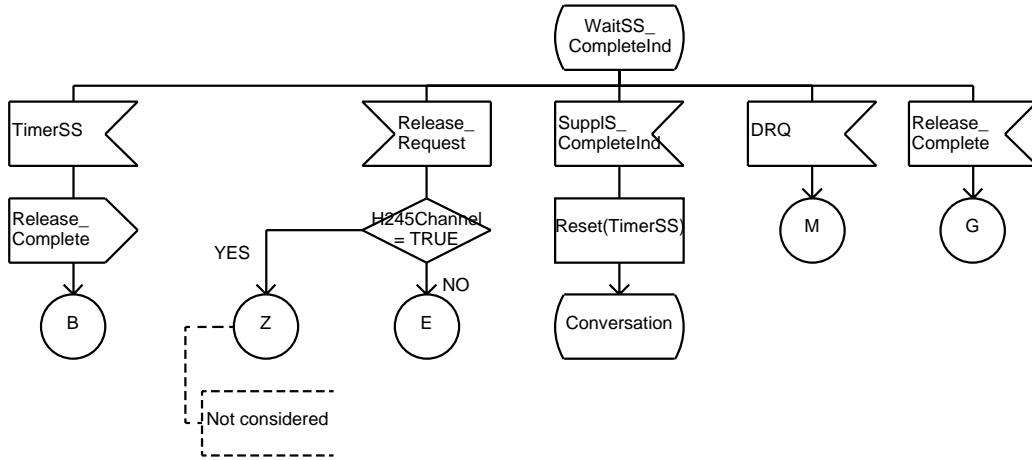 WaitSS_
CompleteInd
TimerSS
Release_
Request
SupplS_
CompleteInd
DRQ
Release_
Complete
Release_
Complete
H245Channel
= TRUE
Reset(TimerSS)
M
G
YES
NO
B
Z
E
Conversation
Not considered